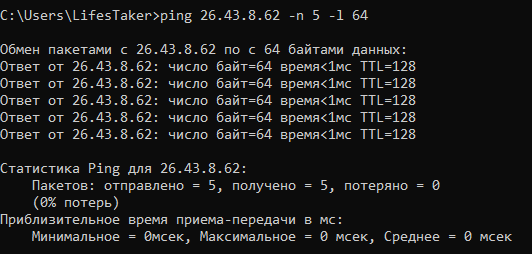 C:\Users\LifesTaker>ping 26.43.8.62 -n 5 -l 64
Обмен пакетами с 26.43.8.62 по с 64 байтами данных:
Ответ от 26.43.8.62: число байт=64 время<1мс TTL=128
Ответ от 26.43.8.62: число байт=64 время<1мс TTL=128
Ответ от 26.43.8.62: число байт=64 время<1мс TTL=128
Ответ от 26.43.8.62: число байт=64 время<1мс TTL=128
Ответ от 26.43.8.62: число байт=64 время<1мс TTL=128
Статистика Ping для 26.43.8.62:
Пакетов: отправлено = 5, получено = 5, потеряно = 0
(0% потерь)
Приблизительное время приема-передачи в мс:
Минимальное = 0мсек, Максимальное = 0 мсек, Среднее = 0 мсек